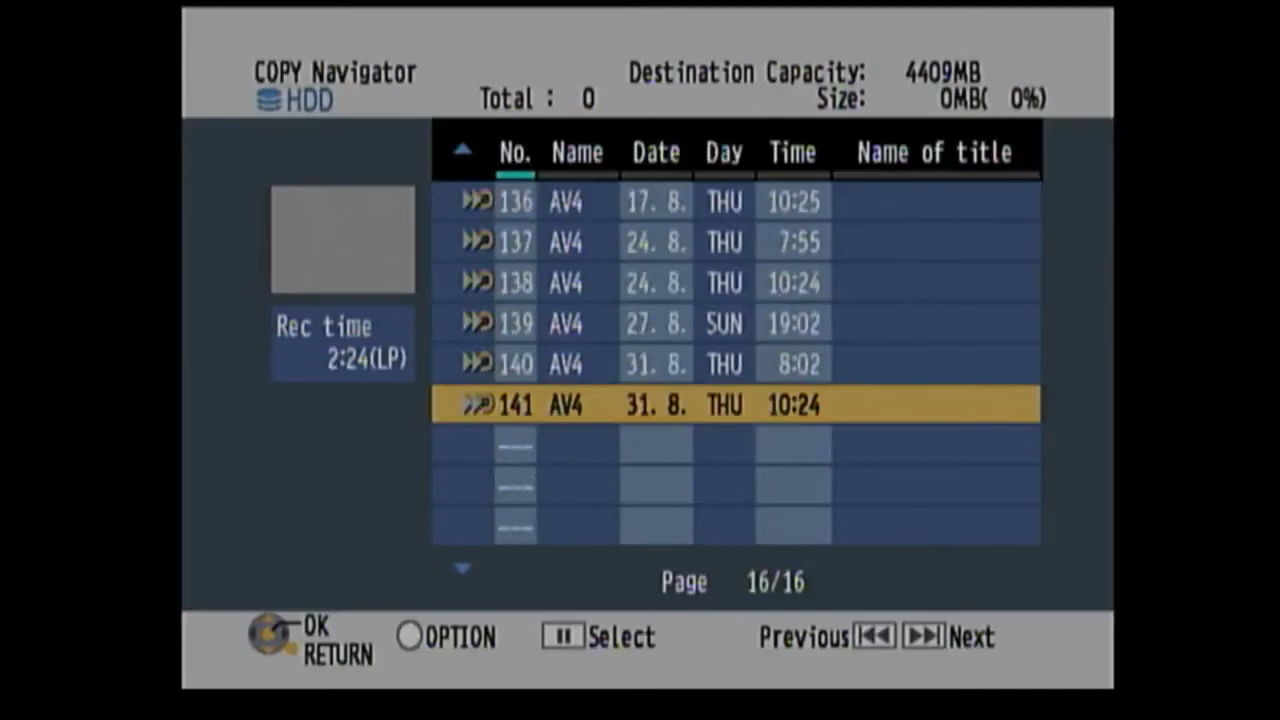 COPY Navigator Destination Capacity: 4409MB
HDD Total : 0 Size: 0MB( 0%)
No. Name Date Day Time Name of title
136 AV4 17. 8. THU 10:25
137 AV4 24. 8. THU 7:55
138 AV4 24. 8. THU 10:24
139 AV4 27. 8. SUN 19:02
140 AV4 31. 8. THU 8:02
141 AV4 31. 8. THU 10:24
Rec time
2:24(LP)
---
---
---
Page 16/16
OK
RETURN
OPTION Select Previous Next